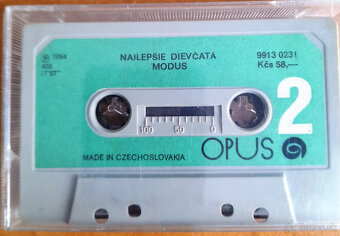 NAJLEPŠIE DIEVČATÁ
MODUS
9913 0231
Kčs 58,—
Ⓟ 1984
2
100 50 0
MADE IN CZECHOSLOVAKIA
OPUS